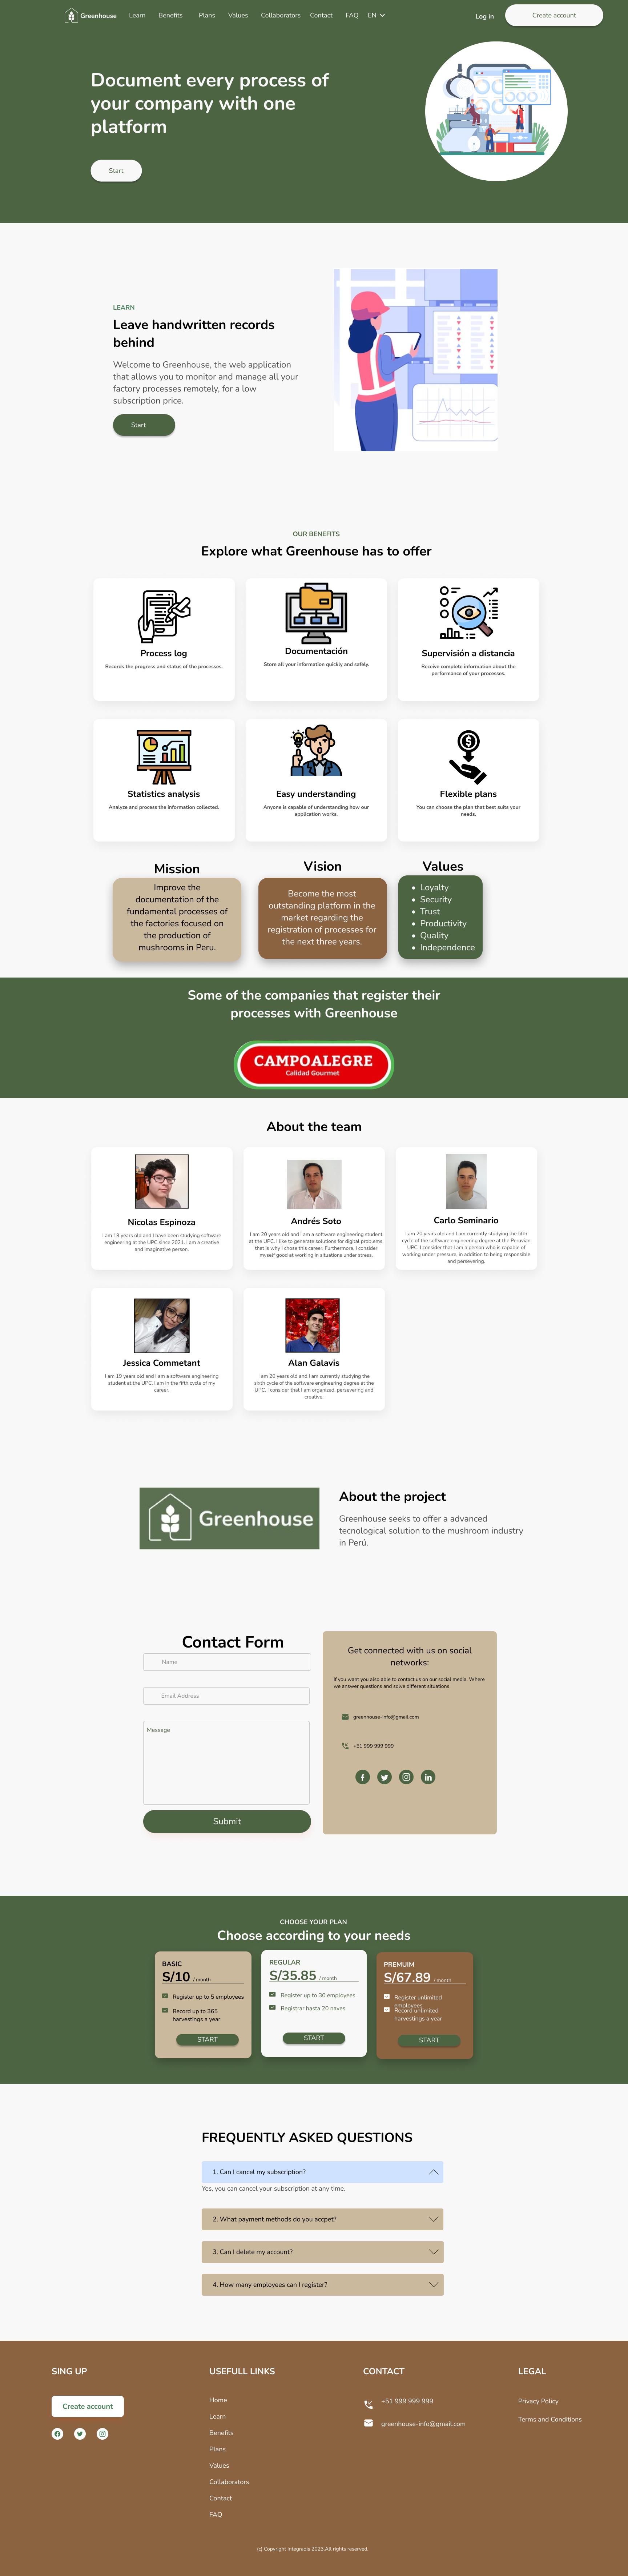 Greenhouse
Learn
Benefits
Plans
Values
Collaborators
Contact
FAQ
EN
Log in
Create account
Document every process of
your company with one
platform
Start
LEARN
Leave handwritten records
behind
Welcome to Greenhouse, the web application
that allows you to monitor and manage all your
factory processes remotely, for a low
subscription price.
Start
OUR BENEFITS
Explore what Greenhouse has to offer
Process log
Records the progress and status of the processes.
Documentación
Store all your information quickly and safely.
Supervisión a distancia
Receive complete information about the
performance of your processes.
Statistics analysis
Analyze and process the information collected.
Easy understanding
Anyone is capable of understanding how our
application works.
Flexible plans
You can choose the plan that best suits your
needs.
Mission
Improve the
documentation of the
fundamental processes of
the factories focused on
the production of
mushrooms in Peru.
Vision
Become the most
outstanding platform in the
market regarding the
registration of processes for
the next three years.
Values
Loyalty
Security
Trust
Productivity
Quality
Independence
Some of the companies that register their
processes with Greenhouse
CAMPOALEGRE
Calidad Gourmet
About the team
Nicolas Espinoza
I am 19 years old and I have been studying software
engineering at the UPC since 2021. I am a creative
and imaginative person.
Andrés Soto
I am 20 years old and I am a software engineering student
at the UPC. I like to generate solutions for digital problems,
that is why I chose this career. Furthermore, I consider
myself good at working in situations under stress.
Carlo Seminario
I am 20 years old and I am currently studying the fifth
cycle of the software engineering degree at the Peruvian
UPC. I consider that I am a person who is capable of
working under pressure, in addition to being responsible
and persevering.
Jessica Commetant
I am 19 years old and I am a software engineering
student at the UPC. I am in the fifth cycle of my
career.
Alan Galavis
I am 20 years old and I am currently studying the
sixth cycle of the software engineering degree at the
UPC. I consider that I am organized, persevering and
creative.
Greenhouse
About the project
Greenhouse seeks to offer a advanced
tecnological solution to the mushroom industry
in Perú.
Contact Form
Name
Email Address
Message
Submit
Get connected with us on social
networks:
If you want you also able to contact us on our social media. Where
we answer questions and solve different situations
greenhouse-info@gmail.com
+51 999 999 999
CHOOSE YOUR PLAN
Choose according to your needs
BASIC
S/10 / month
Register up to 5 employees
Record up to 365
harvestings a year
START
REGULAR
S/35.85 / month
Register up to 30 employees
Registrar hasta 20 naves
START
PREMUIM
S/67.89 / month
Register unlimited
employees
Record unlimited
harvestings a year
START
FREQUENTLY ASKED QUESTIONS
1. Can I cancel my subscription?
Yes, you can cancel your subscription at any time.
2. What payment methods do you accpet?
3. Can I delete my account?
4. How many employees can I register?
SING UP
Create account
USEFULL LINKS
Home
Learn
Benefits
Plans
Values
Collaborators
Contact
FAQ
CONTACT
+51 999 999 999
greenhouse-info@gmail.com
LEGAL
Privacy Policy
Terms and Conditions
(c) Copyright Integradis 2023.All rights reserved.